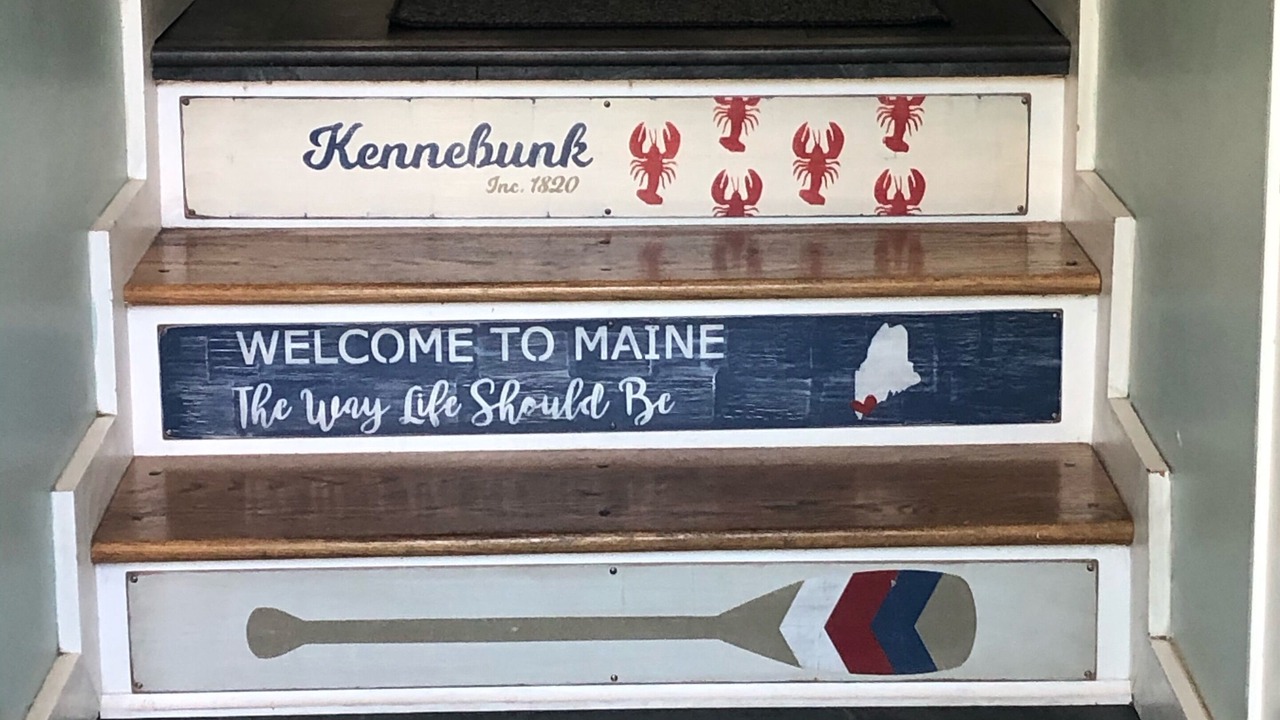 Kennebunk
Inc. 1820
WELCOME TO MAINE
The Way Life Should Be